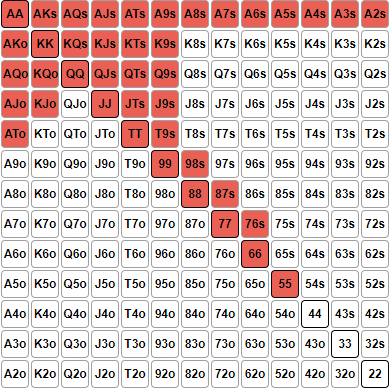 AA AKs AQs AJs ATs A9s A8s A7s A6s A5s A4s A3s A2s
AKo KK KQs KJs KTs K9s K8s K7s K6s K5s K4s K3s K2s
AQo KQo QQ QJs QTs Q9s Q8s Q7s Q6s Q5s Q4s Q3s Q2s
AJo KJo QJo JJ JTs J9s J8s J7s J6s J5s J4s J3s J2s
ATo KTo QTo JTo TT T9s T8s T7s T6s T5s T4s T3s T2s
A9o K9o Q9o J9o T9o 99 98s 97s 96s 95s 94s 93s 92s
A8o K8o Q8o J8o T8o 98o 88 87s 86s 85s 84s 83s 82s
A7o K7o Q7o J7o T7o 97o 87o 77 76s 75s 74s 73s 72s
A6o K6o Q6o J6o T6o 96o 86o 76o 66 65s 64s 63s 62s
A5o K5o Q5o J5o T5o 95o 85o 75o 65o 55 54s 53s 52s
A4o K4o Q4o J4o T4o 94o 84o 74o 64o 54o 44 43s 42s
A3o K3o Q3o J3o T3o 93o 83o 73o 63o 53o 43o 33 32s
A2o K2o Q2o J2o T2o 92o 82o 72o 62o 52o 42o 32o 22